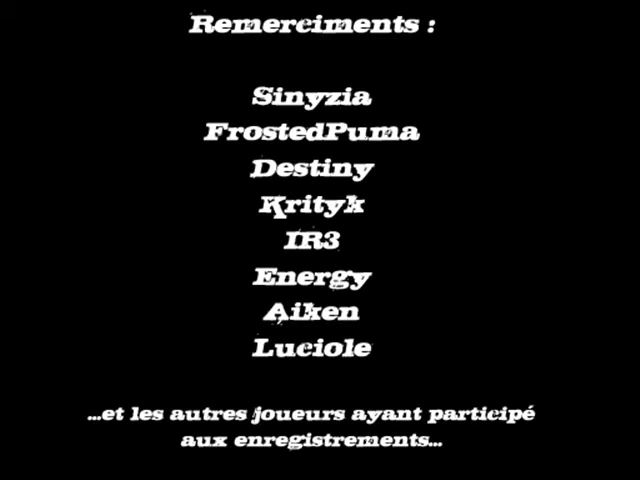 Remerciments :
Sinyzia
FrostedPuma
Destiny
Krityk
IR3
Energy
Aiken
Luciole
...et les autres joueurs ayant participé
aux enregistrements...